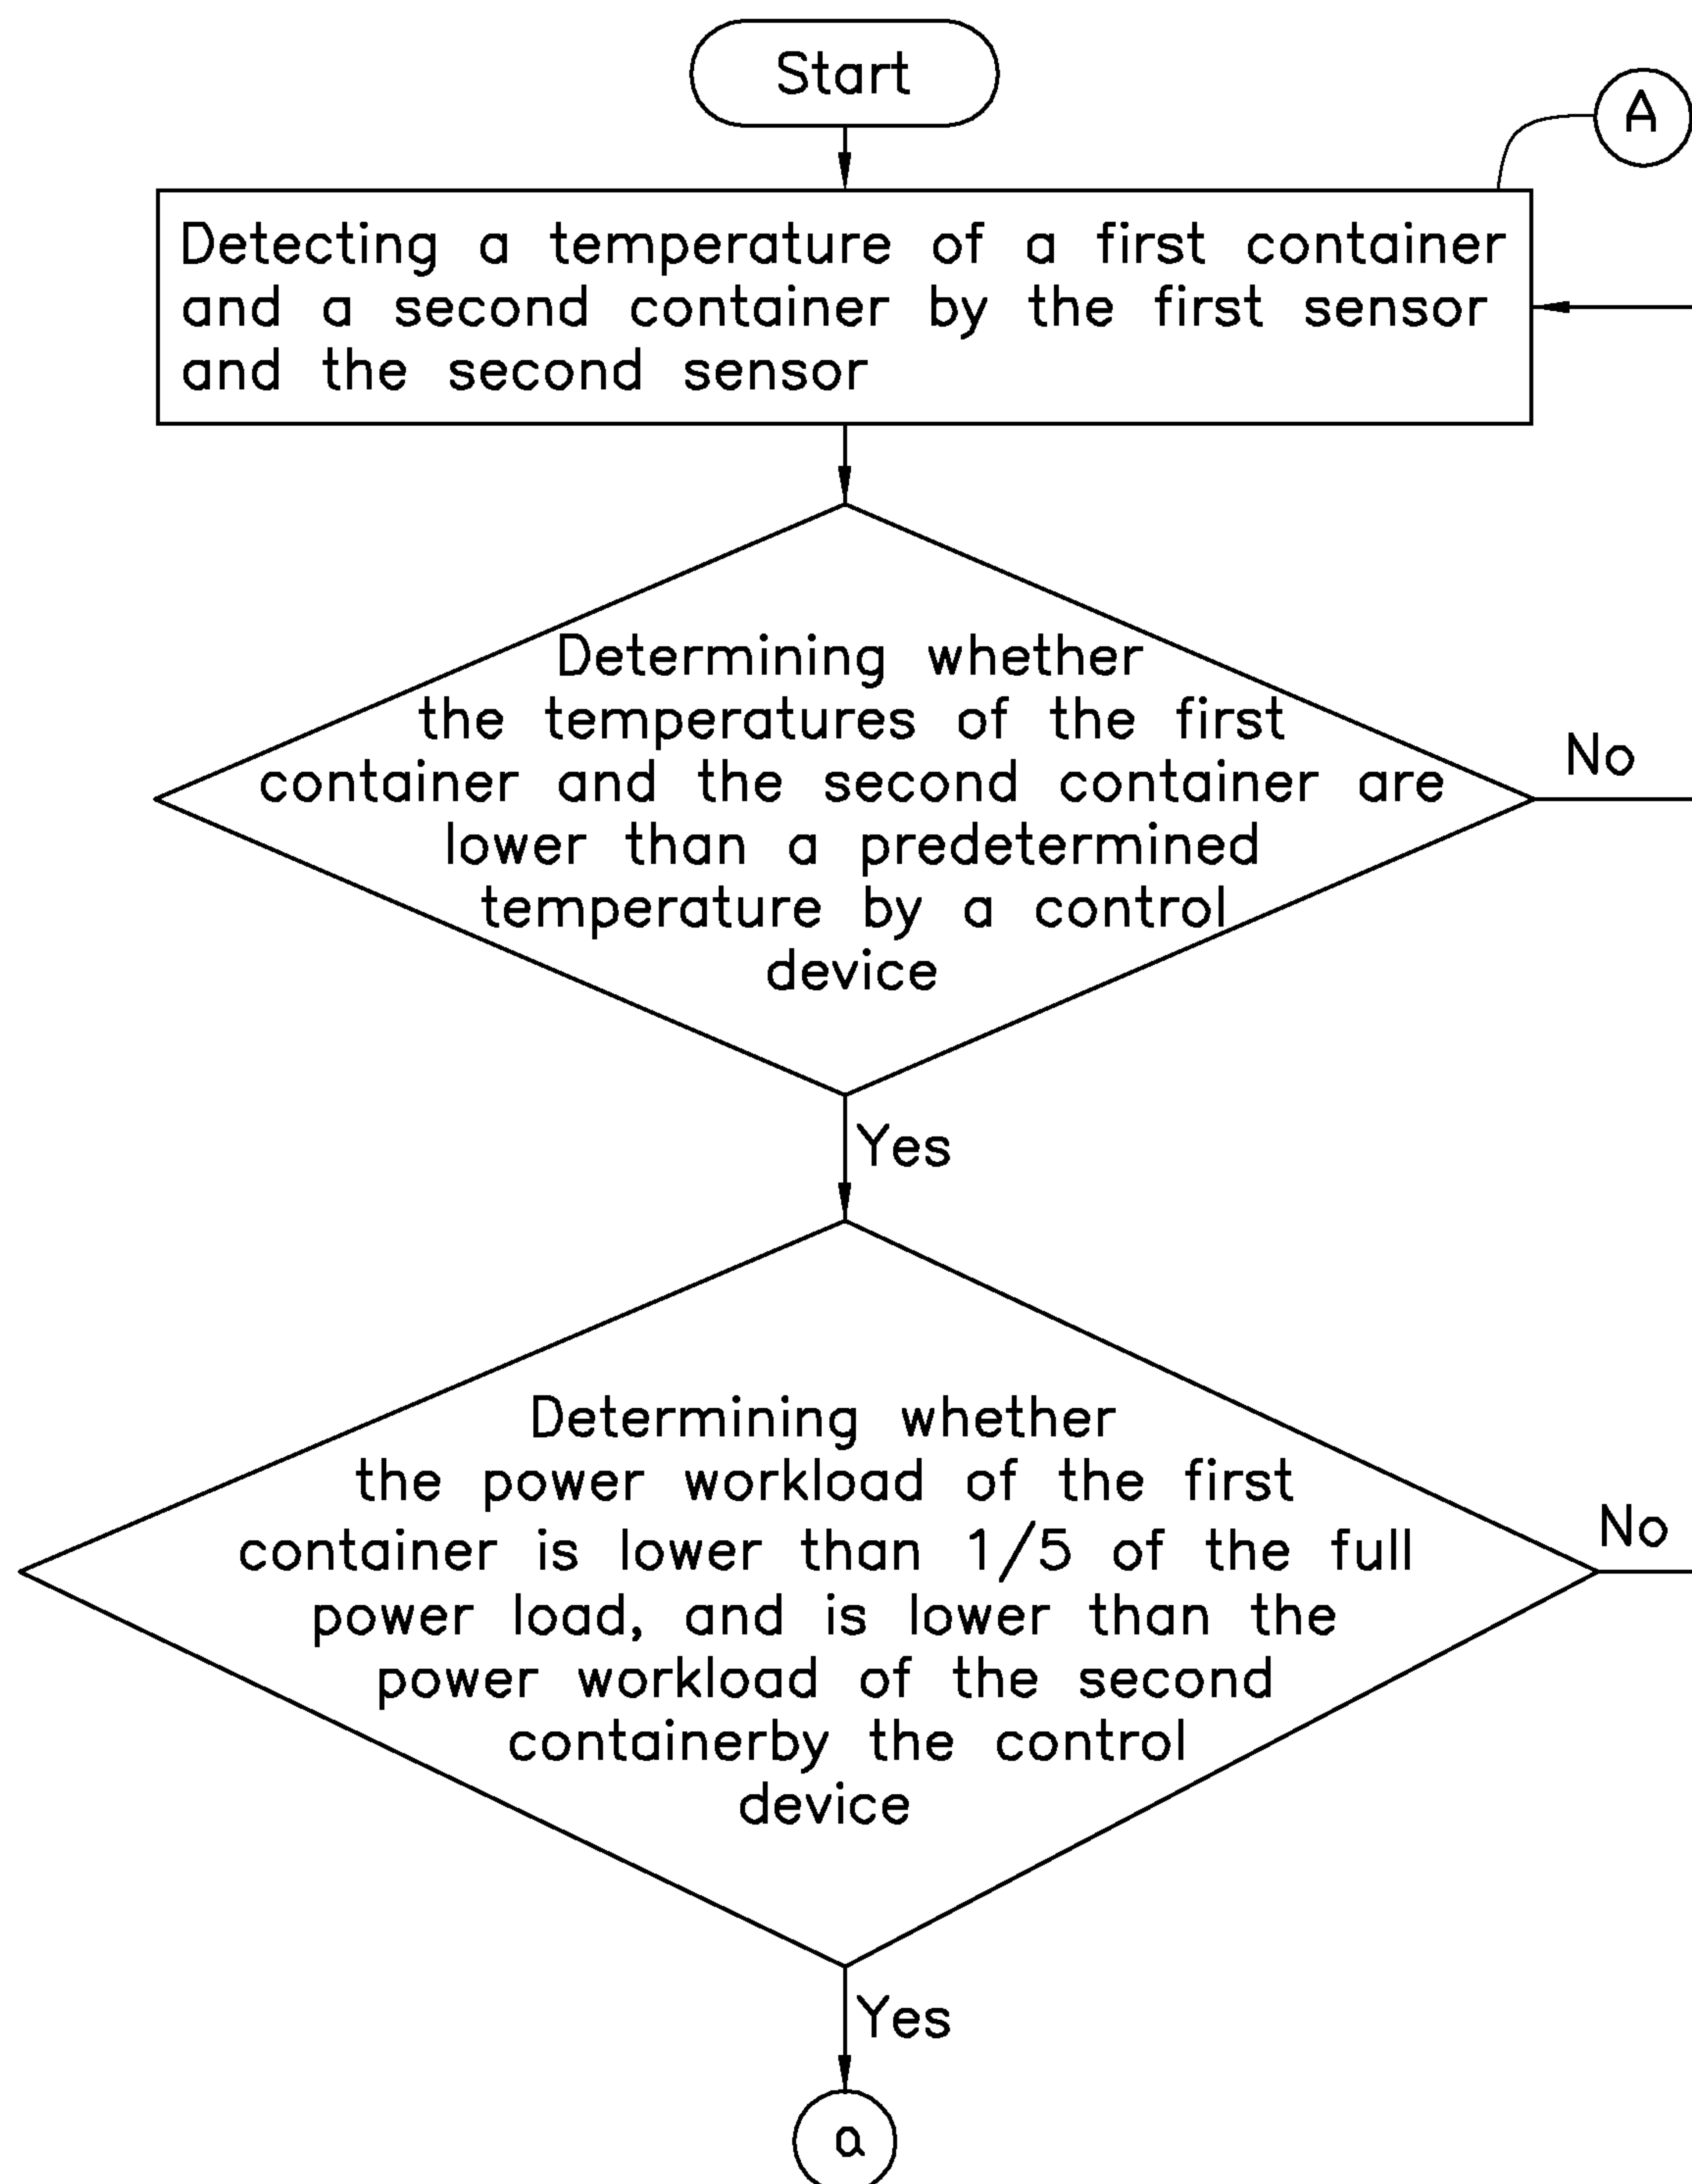 Start
A
Detecting a temperature of a first container
and a second container by the first sensor
and the second sensor
Determining whether
the temperatures of the first
container and the second container are
lower than a predetermined
temperature by a control
device
No
Yes
Determining whether
the power workload of the first
container is lower than 1/5 of the full
power load, and is lower than the
power workload of the second
containerby the control
device
No
Yes
a